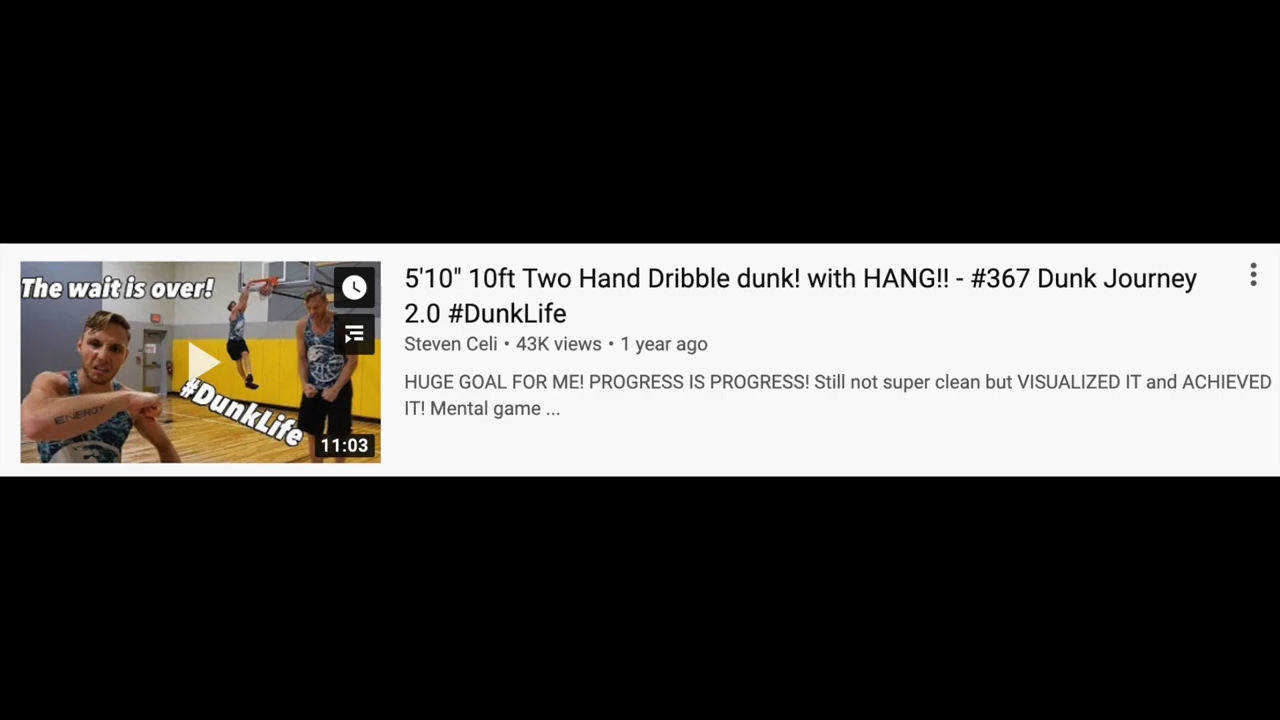 The wait is over!
ENERGY
#DunkLife
11:03
5'10" 10ft Two Hand Dribble dunk! with HANG!! - #367 Dunk Journey
2.0 #DunkLife
Steven Celi • 43K views • 1 year ago
HUGE GOAL FOR ME! PROGRESS IS PROGRESS! Still not super clean but VISUALIZED IT and ACHIEVED
IT! Mental game ...